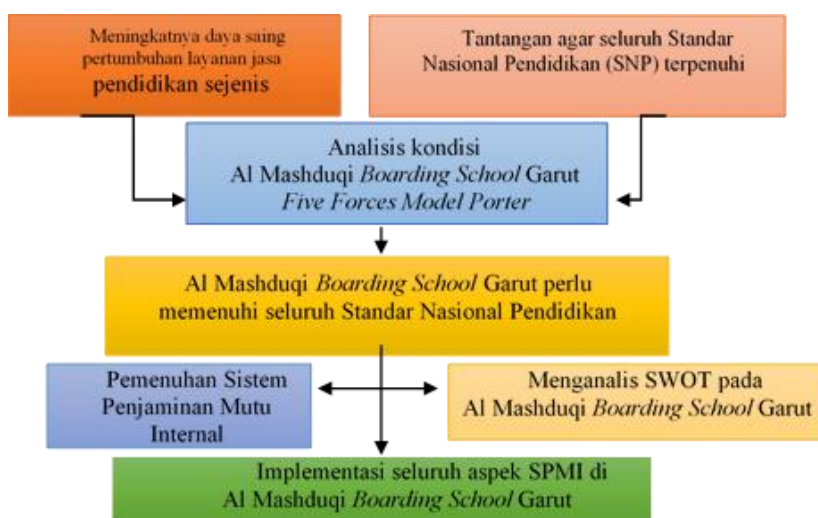 Meningkatnya daya saing
pertumbuhan layanan jasa
pendidikan sejenis
Tantangan agar seluruh Standar
Nasional Pendidikan (SNP) terpenuhi
Analisis kondisi
Al Mashduqi Boarding School Garut
Five Forces Model Porter
Al Mashduqi Boarding School Garut perlu
memenuhi seluruh Standar Nasional Pendidikan
Pemenuhan Sistem
Penjaminan Mutu
Internal
Menganalis SWOT pada
Al Mashduqi Boarding School Garut
Implementasi seluruh aspek SPMI di
Al Mashduqi Boarding School Garut